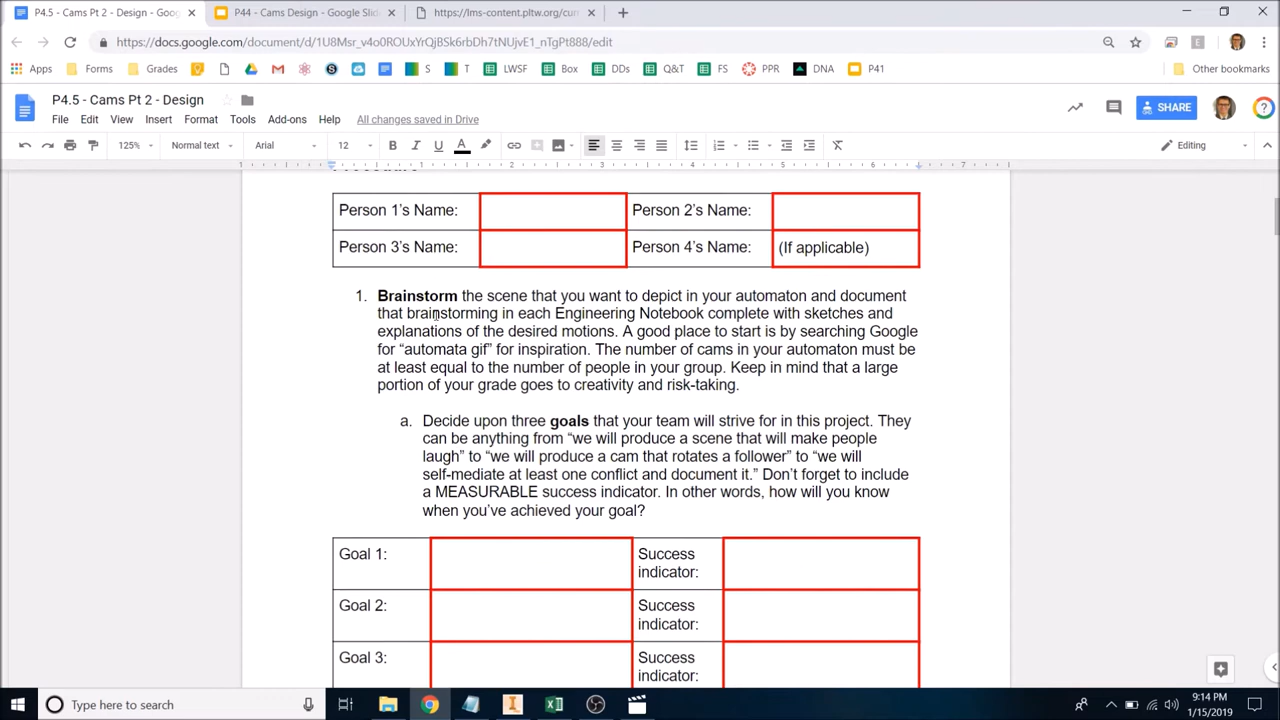 P4.5 - Cams Pt 2 - Design - Goog
P44 - Cams Design - Google Slid
https://lms-content.pltw.org/cur
https://docs.google.com/document/d/1U8Msr_v4o0ROUxYrQjBSk6rbDh7tNUjvE1_nTgPt888/edit
Apps Forms Grades S T LWSF Box DDs Q&T FS PPR DNA P41 Other bookmarks
P4.5 - Cams Pt 2 - Design
SHARE
File Edit View Insert Format Tools Add-ons Help All changes saved in Drive
125% Normal text Arial 12 Editing
1 1 2 3 4 5 6 7
Person 1's Name: Person 2's Name:
Person 3's Name: Person 4's Name: (If applicable)
1. Brainstorm the scene that you want to depict in your automaton and document
that brainstorming in each Engineering Notebook complete with sketches and
explanations of the desired motions. A good place to start is by searching Google
for “automata gif” for inspiration. The number of cams in your automaton must be
at least equal to the number of people in your group. Keep in mind that a large
portion of your grade goes to creativity and risk-taking.
a. Decide upon three goals that your team will strive for in this project. They
can be anything from “we will produce a scene that will make people
laugh” to “we will produce a cam that rotates a follower” to “we will
self-mediate at least one conflict and document it.” Don’t forget to include
a MEASURABLE success indicator. In other words, how will you know
when you’ve achieved your goal?
Goal 1: Success
indicator:
Goal 2: Success
indicator:
Goal 3: Success
indicator:
Type here to search
9:14 PM
1/15/2019